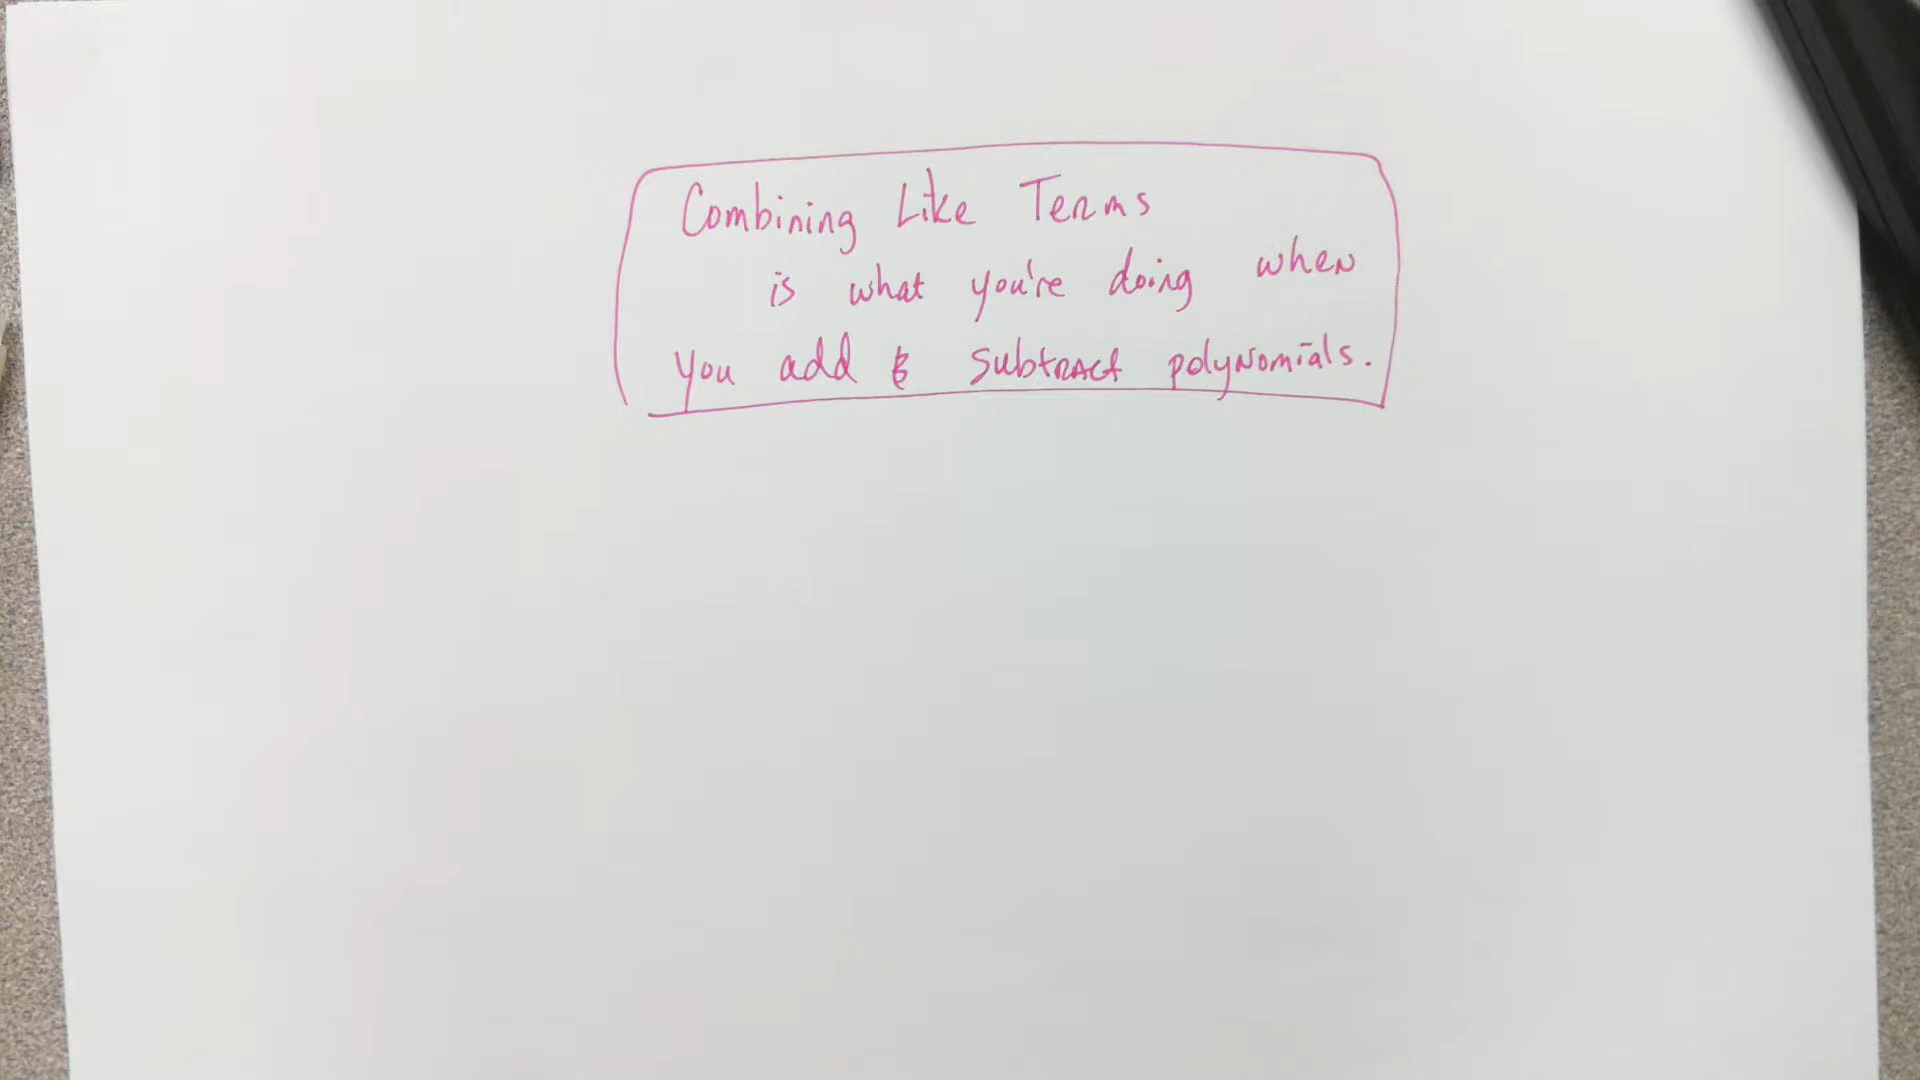 Combining Like Terms
is what you're doing when
you add & subtract polynomials.